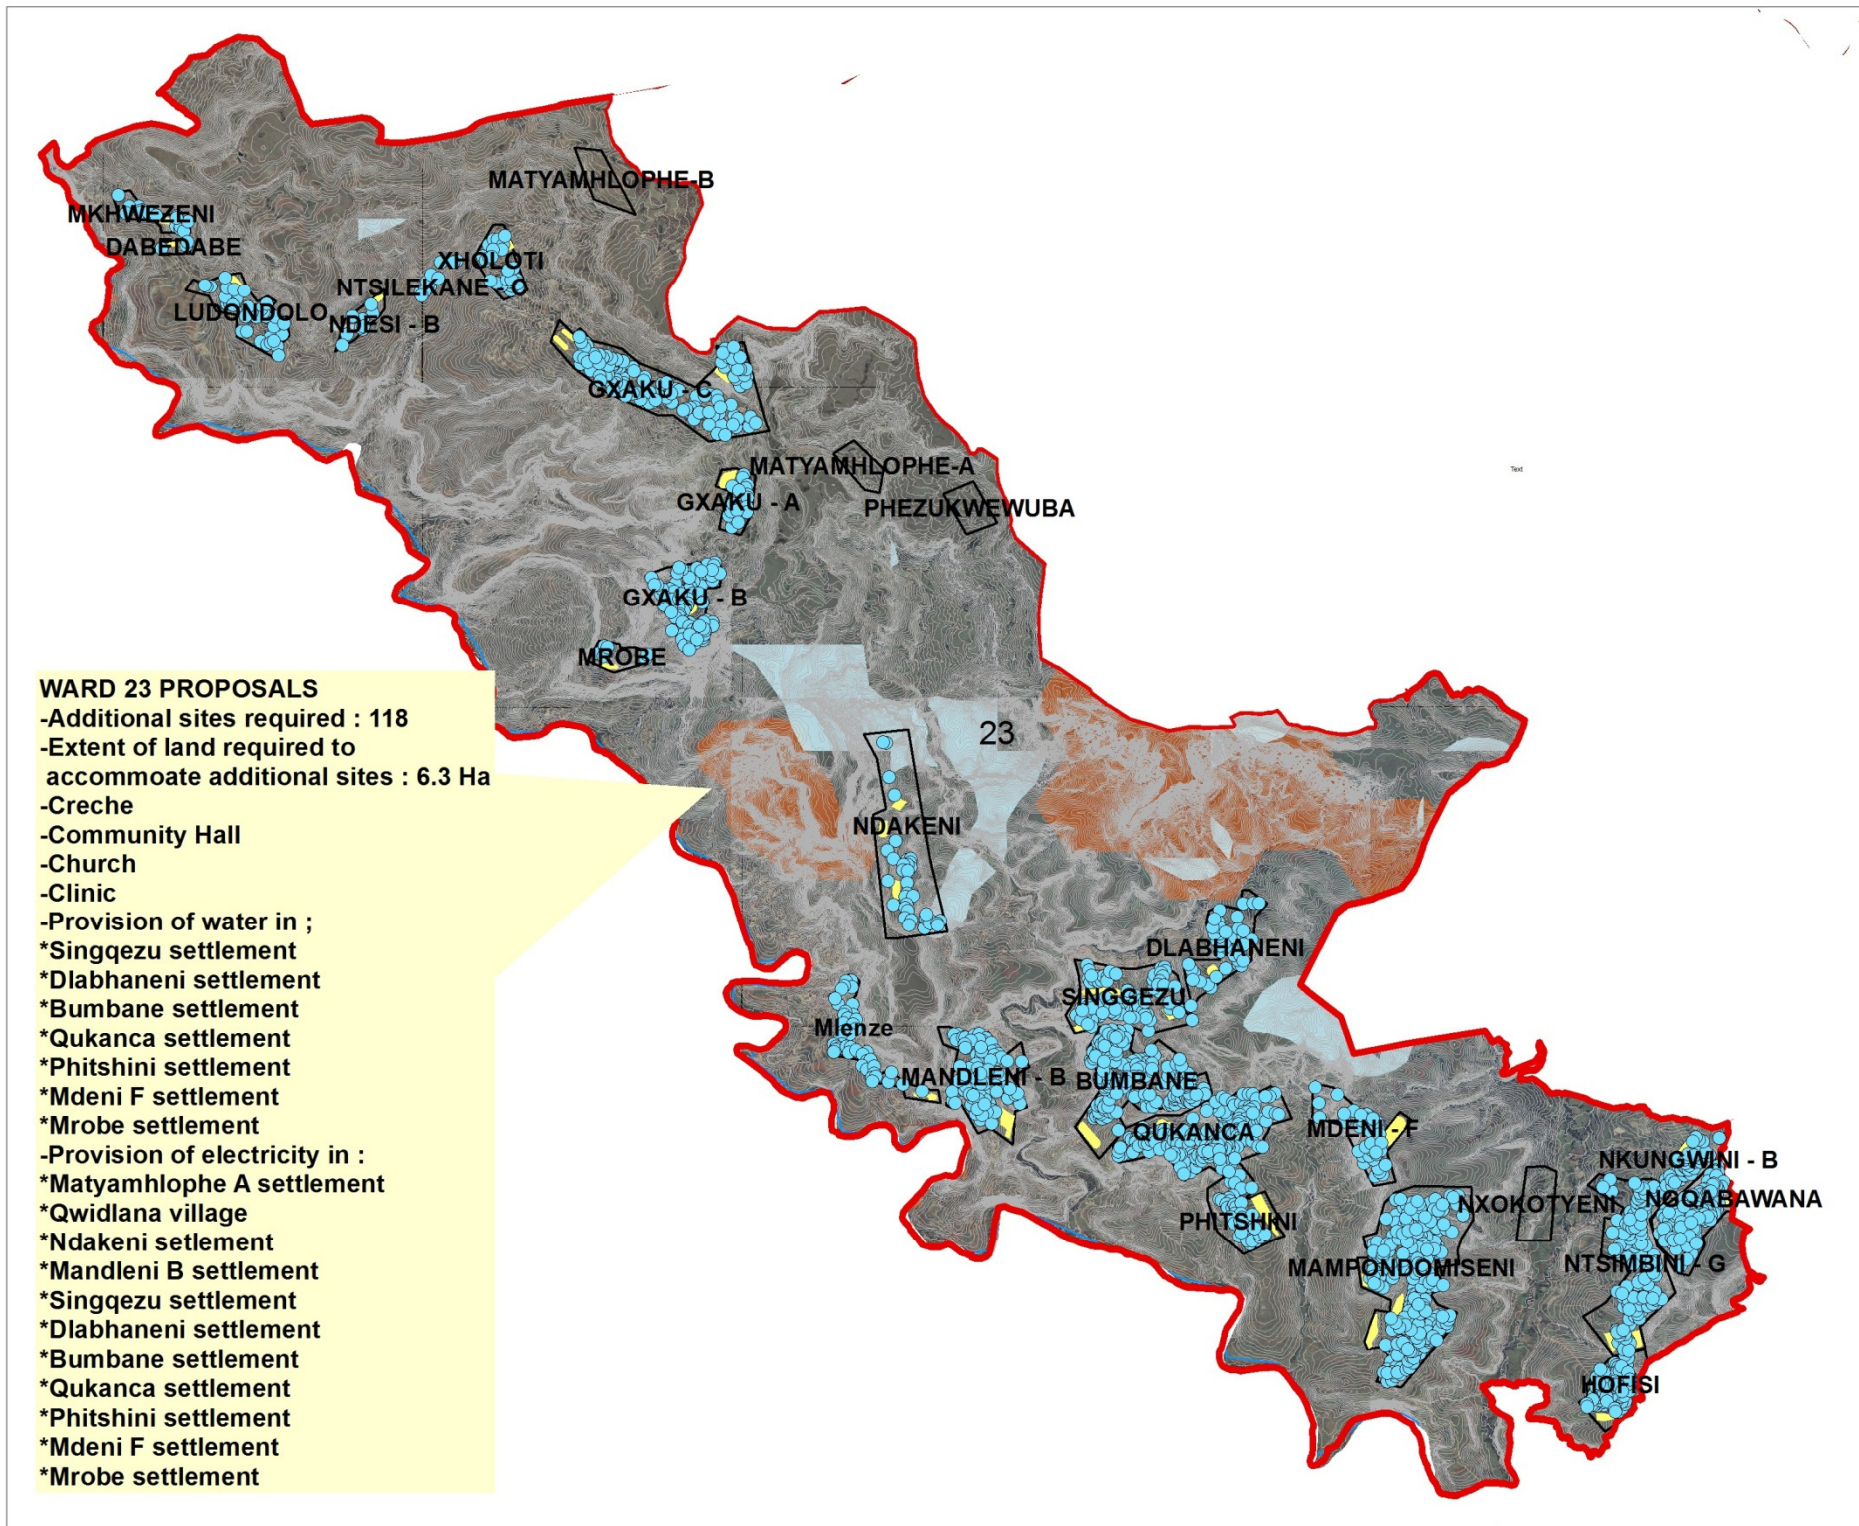 MATYAMHLOPHE-B
MKHWEZENI
DABEDABE
XHOLOTI
NTSILEKANE - C
LUDONDOLO
NDESI - B
GXAKU - C
MATYAMHLOPHE-A
Text
GXAKU - A
PHEZUKWEWUBA
GXAKU - B
MROBE
23
NDAKENI
DLABHANENI
SINGGEZU
Mlenze
MANDLENI - B
BUMBANE
QUKANCA
MDENI - F
NKUNGWINI - B
NXOKOTYENI
NGQABAWANA
PHITSHINI
MAMPONDOMISENI
NTSIMBINI - G
HOFISI
WARD 23 PROPOSALS
-Additional sites required : 118
-Extent of land required to
accommoate additional sites : 6.3 Ha
-Creche
-Community Hall
-Church
-Clinic
-Provision of water in ;
*Singqezu settlement
*Dlabhaneni settlement
*Bumbane settlement
*Qukanca settlement
*Phitshini settlement
*Mdeni F settlement
*Mrobe settlement
-Provision of electricity in :
*Matyamhlophe A settlement
*Qwidlana village
*Ndakeni setlement
*Mandleni B settlement
*Singqezu settlement
*Dlabhaneni settlement
*Bumbane settlement
*Qukanca settlement
*Phitshini settlement
*Mdeni F settlement
*Mrobe settlement